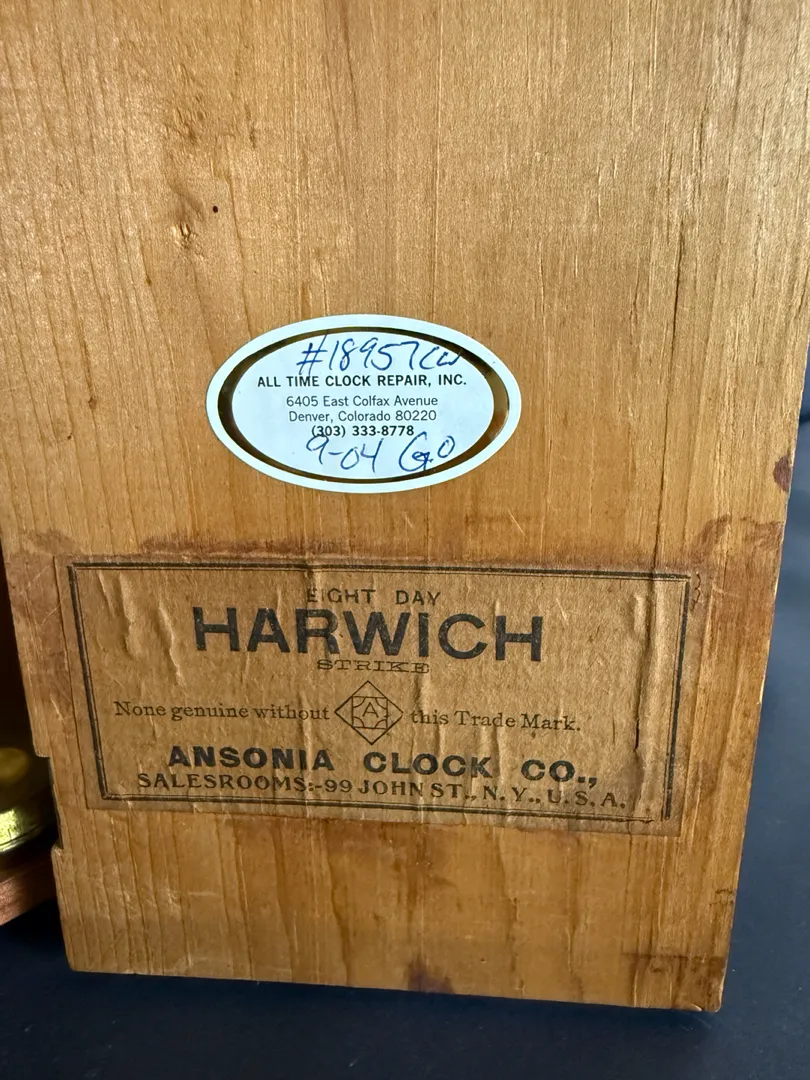 #18957
ALL TIME CLOCK REPAIR, INC.
6405 East Colfax Avenue
Denver, Colorado 80220
(303) 333-8778
9-04 Go
EIGHT DAY
HARWICH
STRIKE
None genuine without A this Trade Mark.
ANSONIA CLOCK CO.,
SALESROOMS:-99 JOHN ST., N. Y., U. S. A.